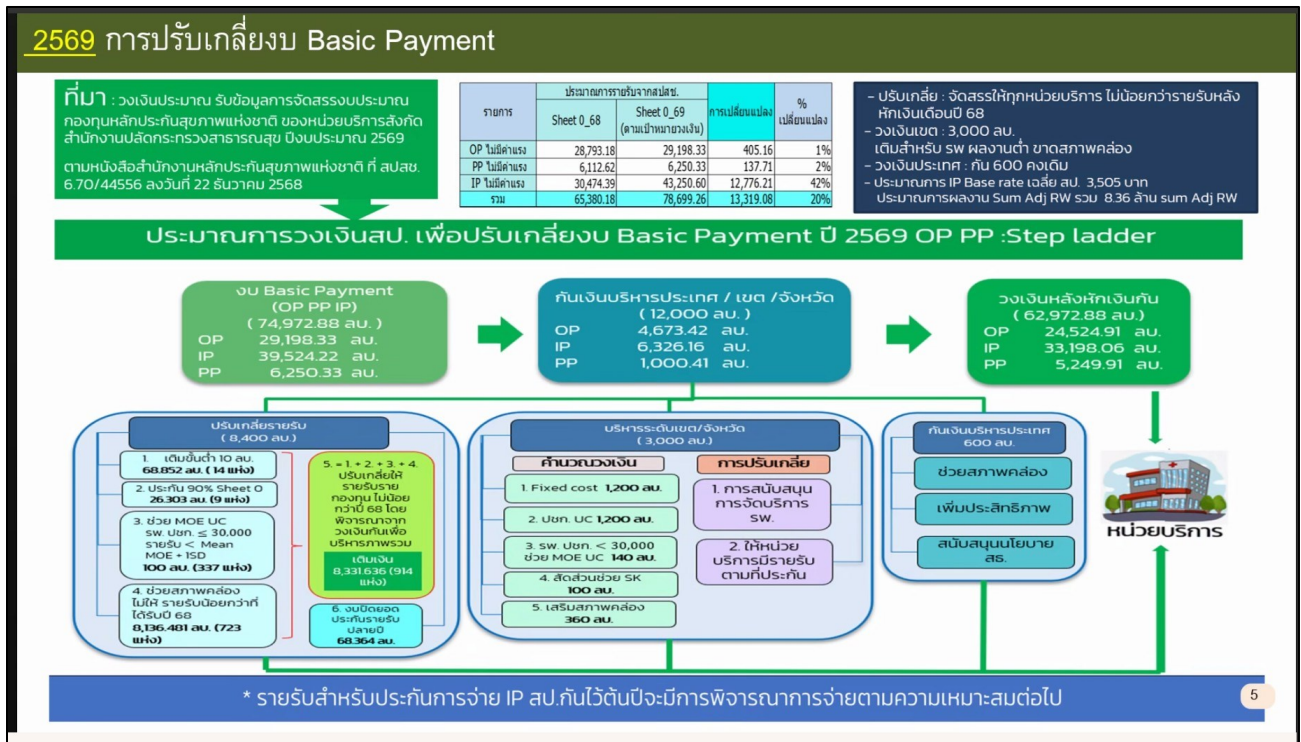 2569 การปรับเกลี่ยงบ Basic Payment
ที่มา : วงเงินประมาณ รับข้อมูลการจัดสรรงบประมาณ
กองทุนหลักประกันสุขภาพแห่งชาติ ของหน่วยบริการสังกัด
สำนักงานปลัดกระทรวงสาธารณสุข ปีงบประมาณ 2569
ตามหนังสือสำนักงานหลักประกันสุขภาพแห่งชาติ ที่ สปสช.
6.70/44556 ลงวันที่ 22 ธันวาคม 2568
รายการ
ประมาณการรายรับจากสปสช.
Sheet 0_68
Sheet 0_69
(ตามเป้าหมายวงเงิน)
การเปลี่ยนแปลง
%
เปลี่ยนแปลง
OP ไม่มีค่าแรง 28,793.18 29,198.33 405.16 1%
PP ไม่มีค่าแรง 6,112.62 6,250.33 137.71 2%
IP ไม่มีค่าแรง 30,474.39 43,250.60 12,776.21 42%
รวม 65,380.18 78,699.26 13,319.08 20%
- ปรับเกลี่ย : จัดสรรให้ทุกหน่วยบริการ ไม่น้อยกว่ารายรับหลัง
หักเงินเดือนปี 68
- วงเงินเขต : 3,000 ลบ.
เติมสำหรับ รพ ผลงานต่ำ ขาดสภาพคล่อง
- วงเงินประเทศ : กัน 600 คงเดิม
- ประมาณการ IP Base rate เฉลี่ย สป. 3,505 บาท
ประมาณการผลงาน Sum Adj RW รวม 8.36 ล้าน sum Adj RW
ประมาณการวงเงินสป. เพื่อปรับเกลี่ยงบ Basic Payment ปี 2569 OP PP :Step ladder
งบ Basic Payment
(OP PP IP)
( 74,972.88 ลบ. )
OP 29,198.33 ลบ.
IP 39,524.22 ลบ.
PP 6,250.33 ลบ.
กันเงินบริหารประเทศ / เขต /จังหวัด
( 12,000 ลบ. )
OP 4,673.42 ลบ.
IP 6,326.16 ลบ.
PP 1,000.41 ลบ.
วงเงินหลังหักเงินกัน
( 62,972.88 ลบ.)
OP 24,524.91 ลบ.
IP 33,198.06 ลบ.
PP 5,249.91 ลบ.
ปรับเกลี่ยรายรับ
( 8,400 ลบ.)
1. เติมขั้นต่ำ 10 ลบ.
68.852 ลบ. ( 14 แห่ง)
2. ประกัน 90% Sheet 0
26.303 ลบ. (9 แห่ง)
3. ช่วย MOE UC
รพ. ปชก. ≤ 30,000
รายรับ < Mean
MOE + 1SD
100 ลบ. (337 แห่ง)
4. ช่วยสภาพคล่อง
ไม่ให้ รายรับน้อยกว่าที่
ได้รับปี 68
8,136.481 ลบ. (723
แห่ง)
5. = 1. + 2. + 3. + 4.
ปรับเกลี่ยให้
รายรับราย
กองทุน ไม่น้อย
กว่าปี 68 โดย
พิจารณาจาก
วงเงินกันเพื่อ
บริหารภาพรวม
เติมเงิน
8,331.636 (914
แห่ง)
6. งบปิดยอด
ประกันรายรับ
ปลายปี
68.364 ลบ.
บริหารระดับเขต/จังหวัด
( 3,000 ลบ.)
คำนวณวงเงิน
1. Fixed cost 1,200 ลบ.
2. ปชก. UC 1,200 ลบ.
3. รพ. ปชก. < 30,000
ช่วย MOE UC 140 ลบ.
4. สัดส่วนช่วย SK
100 ลบ.
5. เสริมสภาพคล่อง
360 ลบ.
การปรับเกลี่ย
1. การสนับสนุน
การจัดบริการ
รพ.
2. ให้หน่วย
บริการมีรายรับ
ตามที่ประกัน
กันเงินบริหารประเทศ
600 ลบ.
ช่วยสภาพคล่อง
เพิ่มประสิทธิภาพ
สนับสนุนนโยบาย
สธ.
หน่วยบริการ
* รายรับสำหรับประกันการจ่าย IP สป.กันไว้ต้นปีจะมีการพิจารณาการจ่ายตามความเหมาะสมต่อไป
5